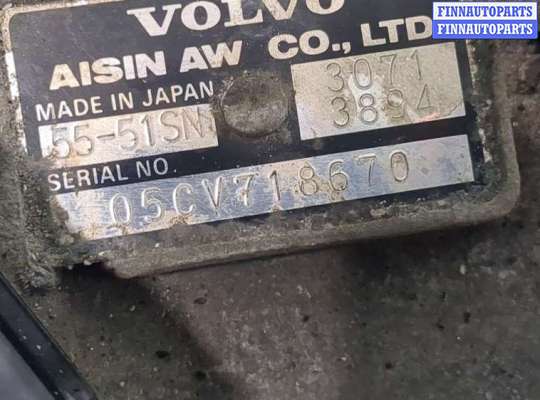 FINNAUTOPARTS
FINNAUTOPARTS
VOLVO
AISIN AW CO., LTD
MADE IN JAPAN
3071
3894
55-51SN
SERIAL NO.
05CV718670